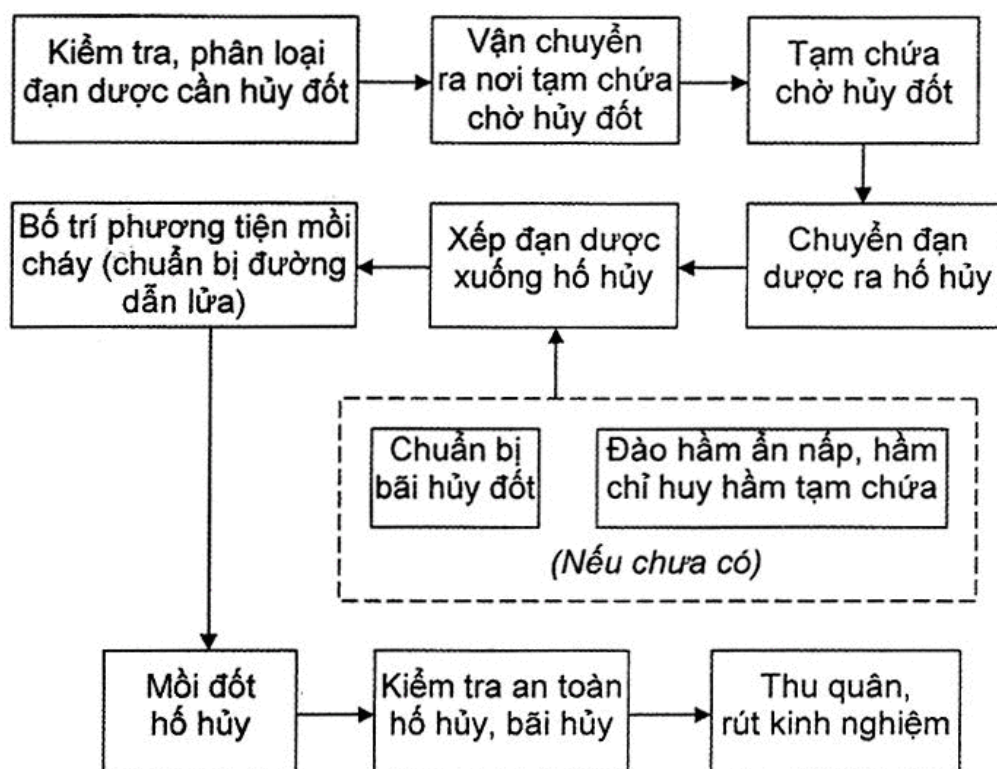 Kiểm tra, phân loại
đạn dược cần hủy đốt
Vận chuyển
ra nơi tạm chứa
chờ hủy đốt
Tạm chứa
chờ hủy đốt
Chuyển đạn
dược ra hố hủy
Xếp đạn dược
xuống hố hủy
Bố trí phương tiện mồi
cháy (chuẩn bị đường
dẫn lửa)
Chuẩn bị
bãi hủy đốt
Đào hầm ẩn nấp, hầm
chỉ huy hầm tạm chứa
(Nếu chưa có)
Mồi đốt
hố hủy
Kiểm tra an toàn
hố hủy, bãi hủy
Thu quân,
rút kinh nghiệm